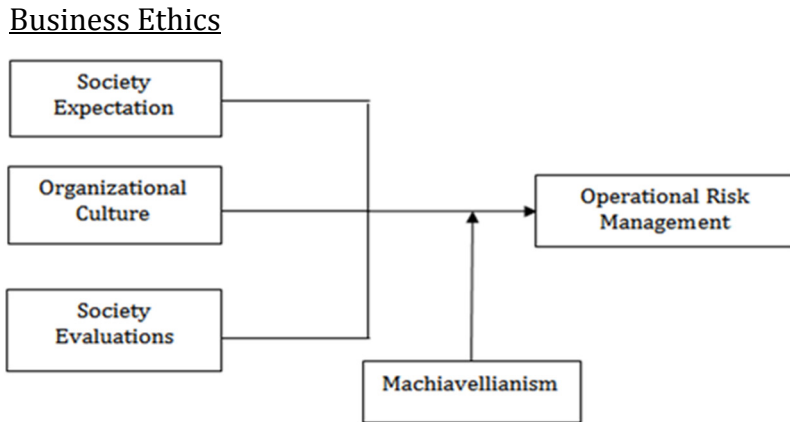 Business Ethics
Society
Expectation
Organizational
Culture
Operational Risk
Management
Society
Evaluations
Machiavellianism